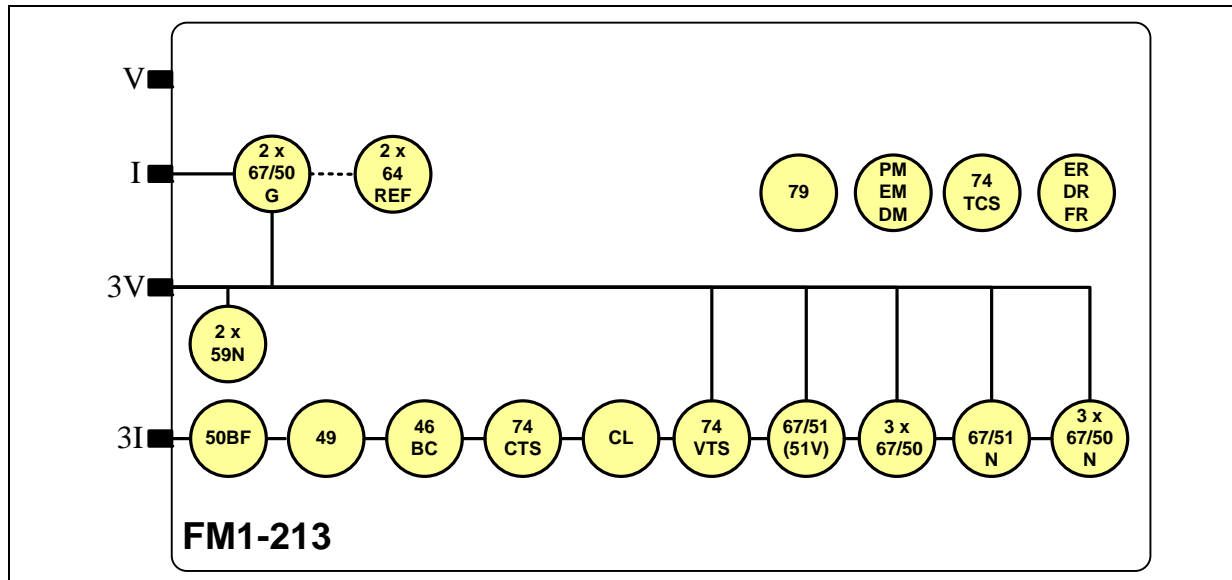 V
I
2 x
67/50
G
2 x
64
REF
79
PM
EM
DM
74
TCS
ER
DR
FR
3V
2 x
59N
3I
50BF
49
46
BC
74
CTS
CL
74
VTS
67/51
(51V)
3 x
67/50
67/51
N
3 x
67/50
N
FM1-213